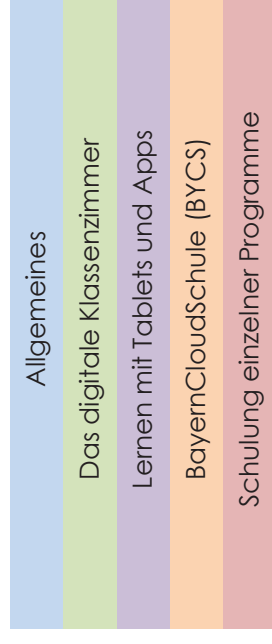 Allgemeines
Das digitale Klassenzimmer
Lernen mit Tablets und Apps
BayernCloudSchule (BYCS)
Schulung einzelner Programme